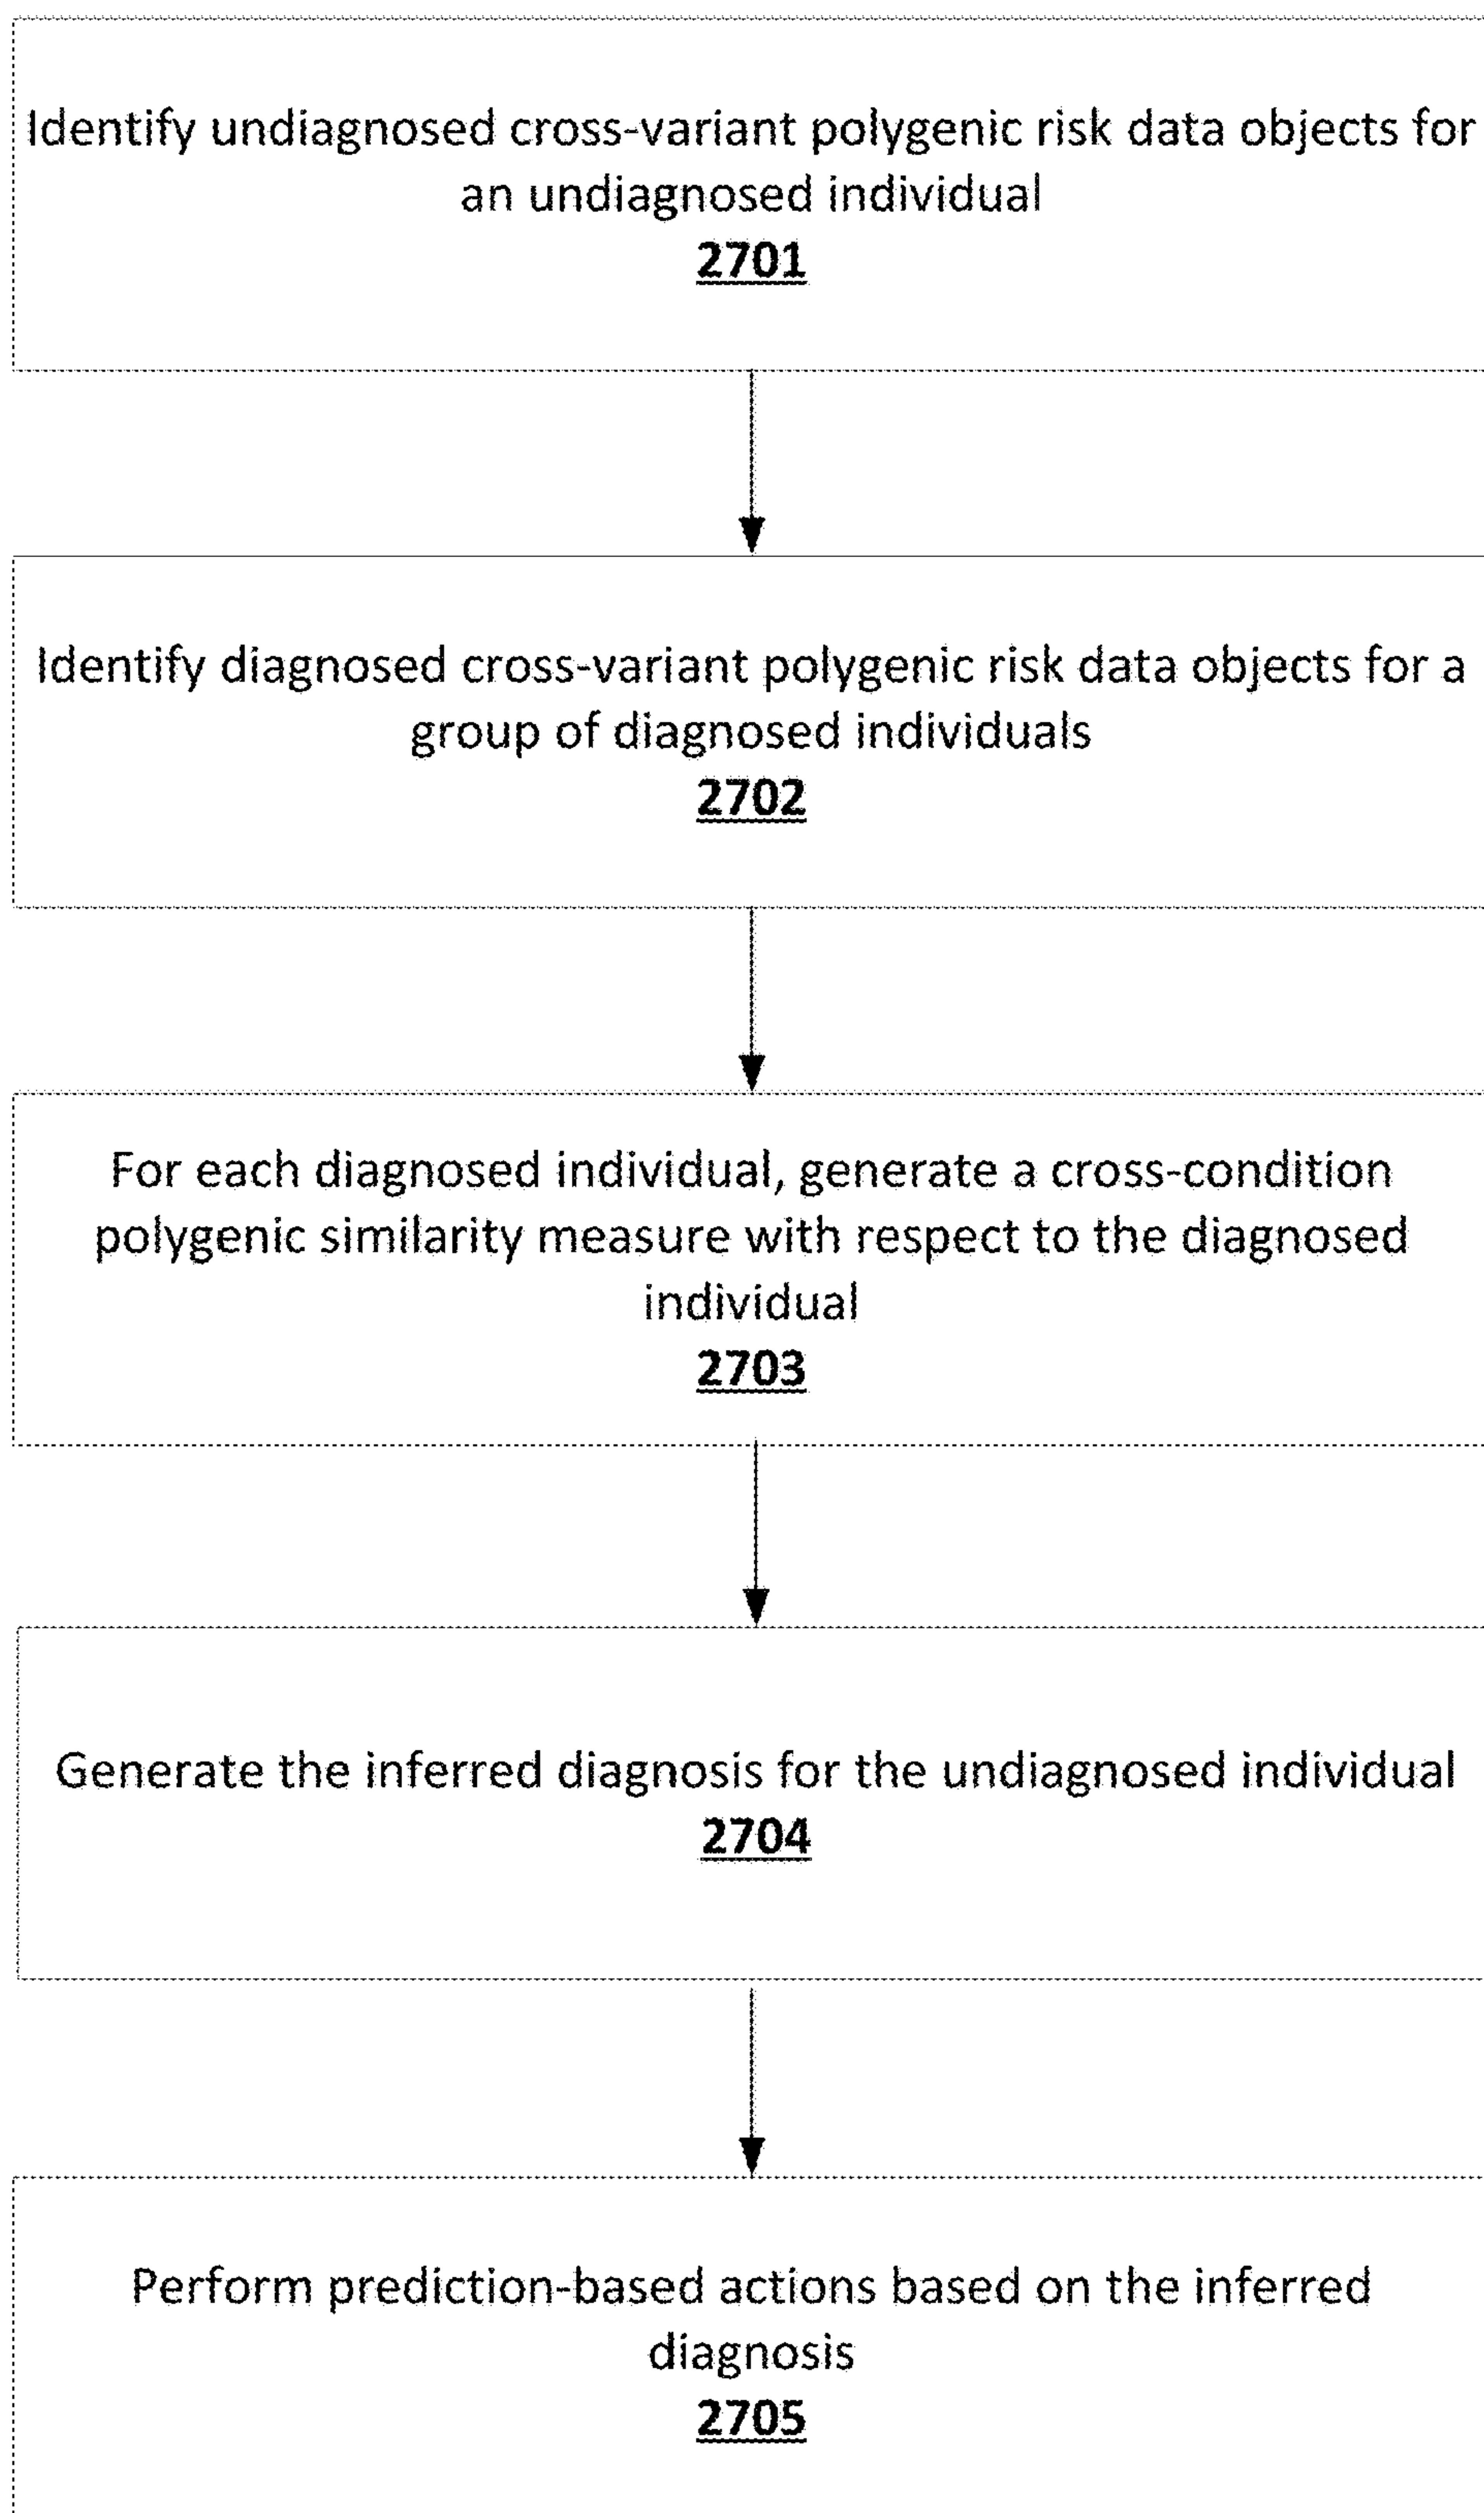 Identify undiagnosed cross-variant polygenic risk data objects for
an undiagnosed individual
2701
Identify diagnosed cross-variant polygenic risk data objects for a
group of diagnosed individuals
2702
For each diagnosed individual, generate a cross-condition
polygenic similarity measure with respect to the diagnosed
individual
2703
Generate the inferred diagnosis for the undiagnosed individual
2704
Perform prediction-based actions based on the inferred
diagnosis
2705